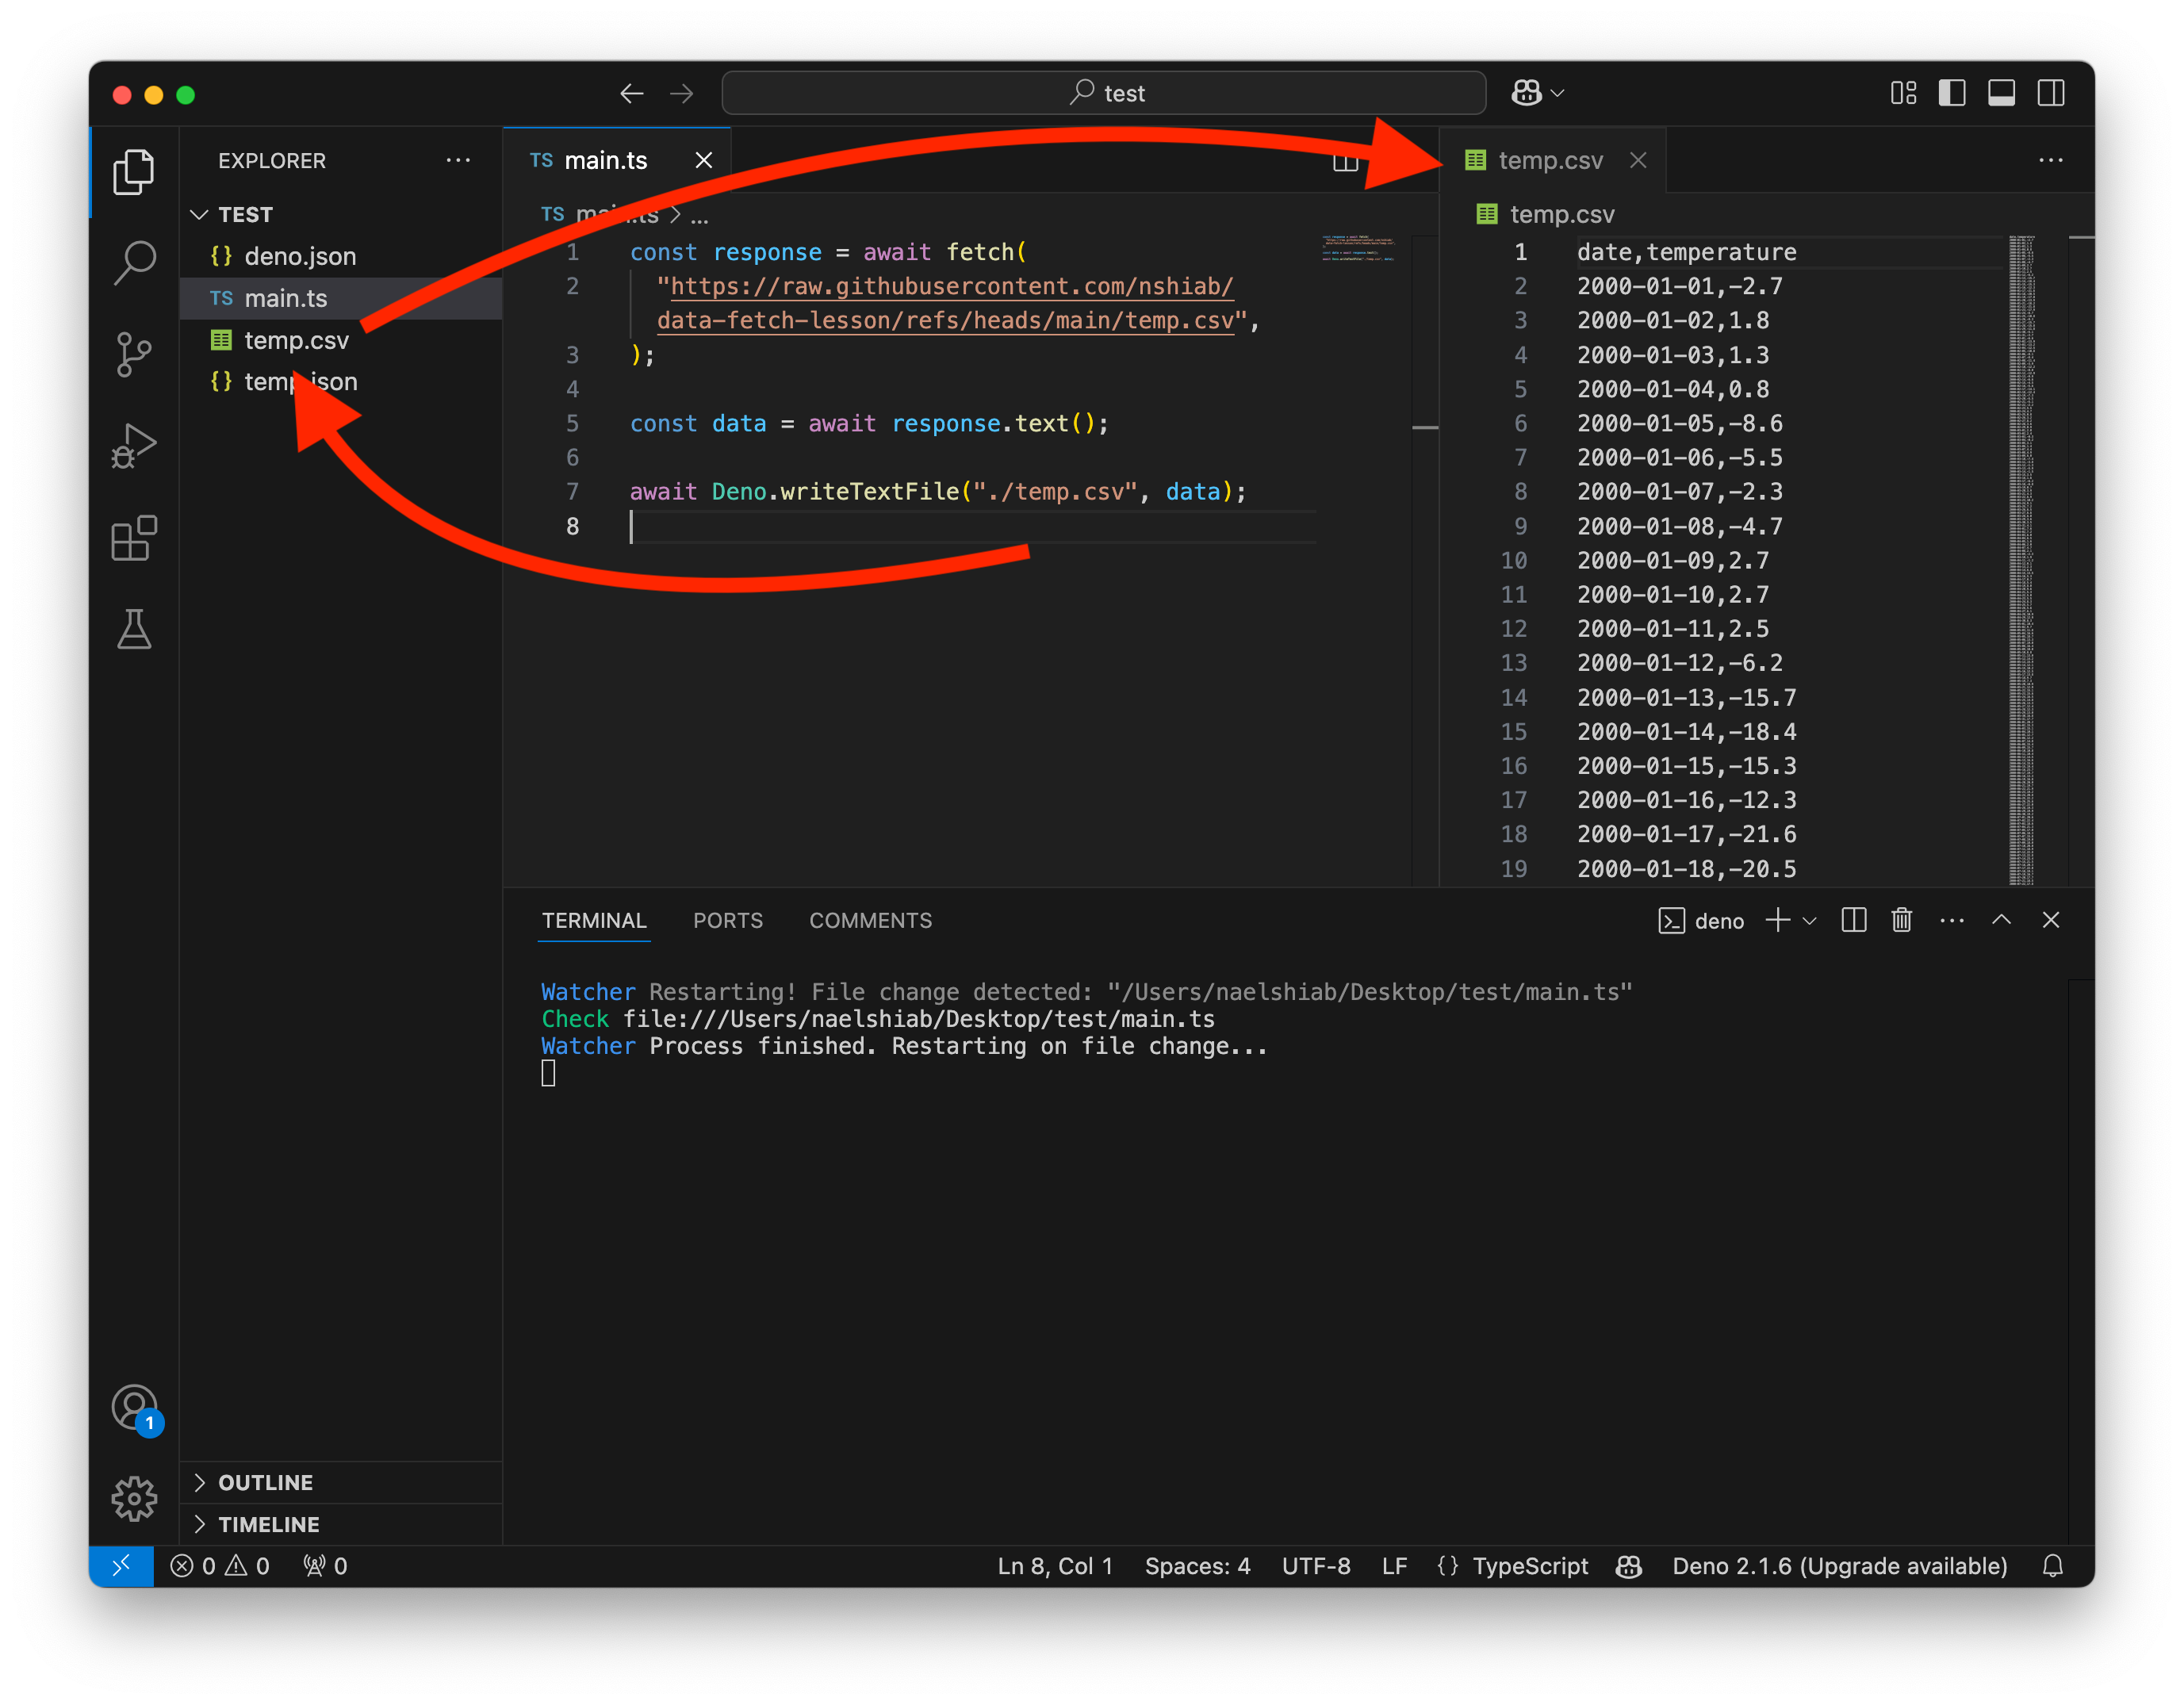 test
EXPLORER
TEST
deno.json
main.ts
temp.csv
temp.json
OUTLINE
TIMELINE
TS main.ts
TS main.ts > ...
1 const response = await fetch(
2 "https://raw.githubusercontent.com/nshiab/
data-fetch-lesson/refs/heads/main/temp.csv",
3 );
4
5 const data = await response.text();
6
7 await Deno.writeTextFile("./temp.csv", data);
8
temp.csv
temp.csv
1 date,temperature
2 2000-01-01,-2.7
3 2000-01-02,1.8
4 2000-01-03,1.3
5 2000-01-04,0.8
6 2000-01-05,-8.6
7 2000-01-06,-5.5
8 2000-01-07,-2.3
9 2000-01-08,-4.7
10 2000-01-09,2.7
11 2000-01-10,2.7
12 2000-01-11,2.5
13 2000-01-12,-6.2
14 2000-01-13,-15.7
15 2000-01-14,-18.4
16 2000-01-15,-15.3
17 2000-01-16,-12.3
18 2000-01-17,-21.6
19 2000-01-18,-20.5
TERMINAL PORTS COMMENTS deno
Watcher Restarting! File change detected: "/Users/naelshiab/Desktop/test/main.ts"
Check file:///Users/naelshiab/Desktop/test/main.ts
Watcher Process finished. Restarting on file change...
1
0 0 0 Ln 8, Col 1 Spaces: 4 UTF-8 LF {} TypeScript Deno 2.1.6 (Upgrade available)